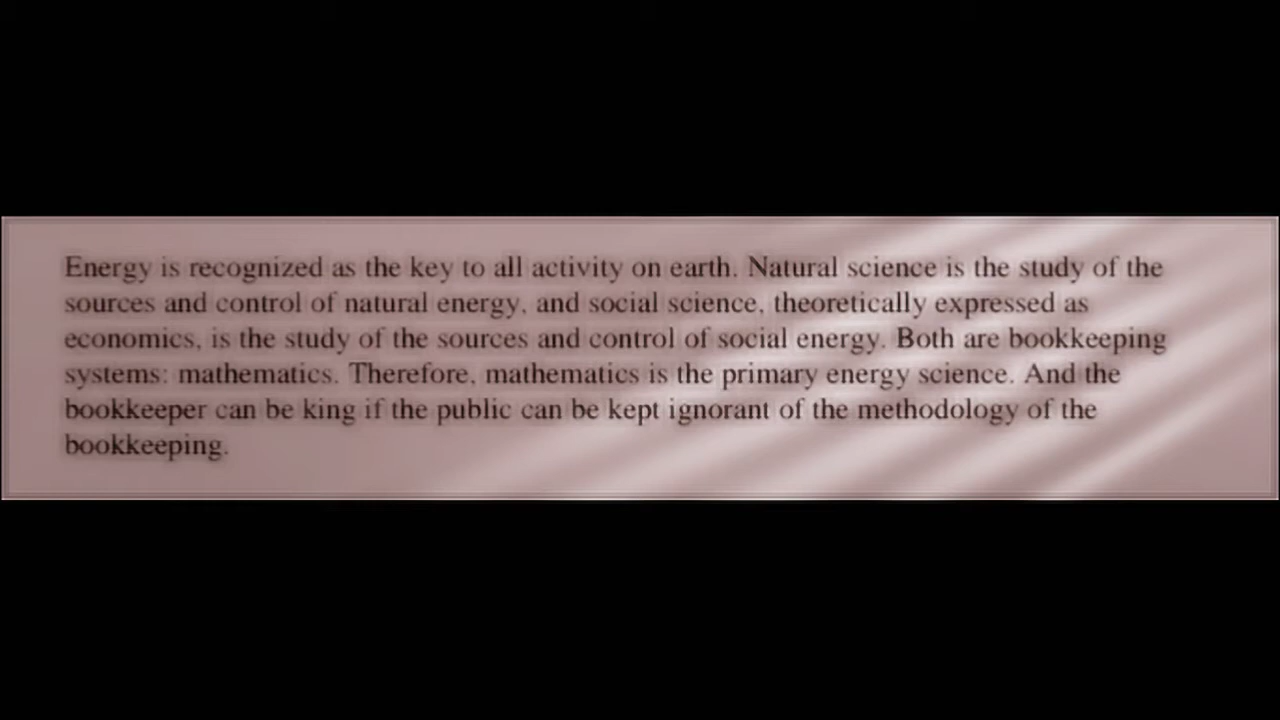 Energy is recognized as the key to all activity on earth. Natural science is the study of the
sources and control of natural energy, and social science, theoretically expressed as
economics, is the study of the sources and control of social energy. Both are bookkeeping
systems: mathematics. Therefore, mathematics is the primary energy science. And the
bookkeeper can be king if the public can be kept ignorant of the methodology of the
bookkeeping.